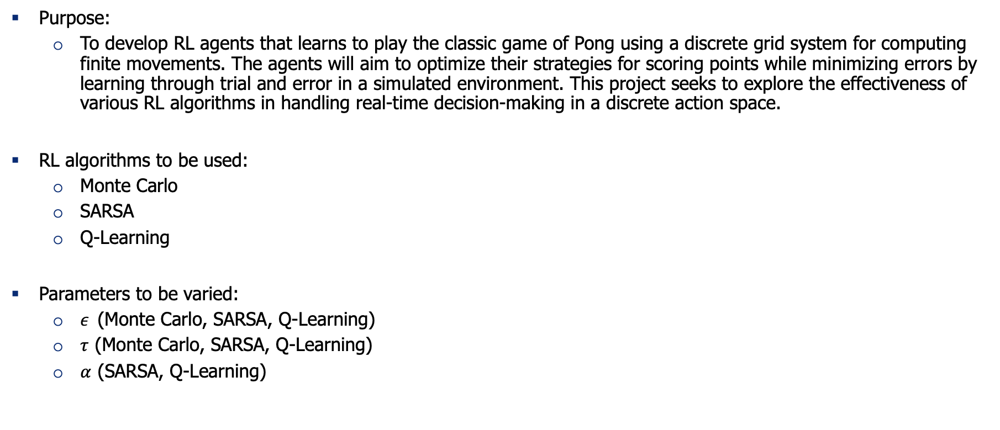 ▪ Purpose:
○ To develop RL agents that learns to play the classic game of Pong using a discrete grid system for computing
finite movements. The agents will aim to optimize their strategies for scoring points while minimizing errors by
learning through trial and error in a simulated environment. This project seeks to explore the effectiveness of
various RL algorithms in handling real-time decision-making in a discrete action space.
▪ RL algorithms to be used:
○ Monte Carlo
○ SARSA
○ Q-Learning
▪ Parameters to be varied:
○ ϵ (Monte Carlo, SARSA, Q-Learning)
○ τ (Monte Carlo, SARSA, Q-Learning)
○ α (SARSA, Q-Learning)